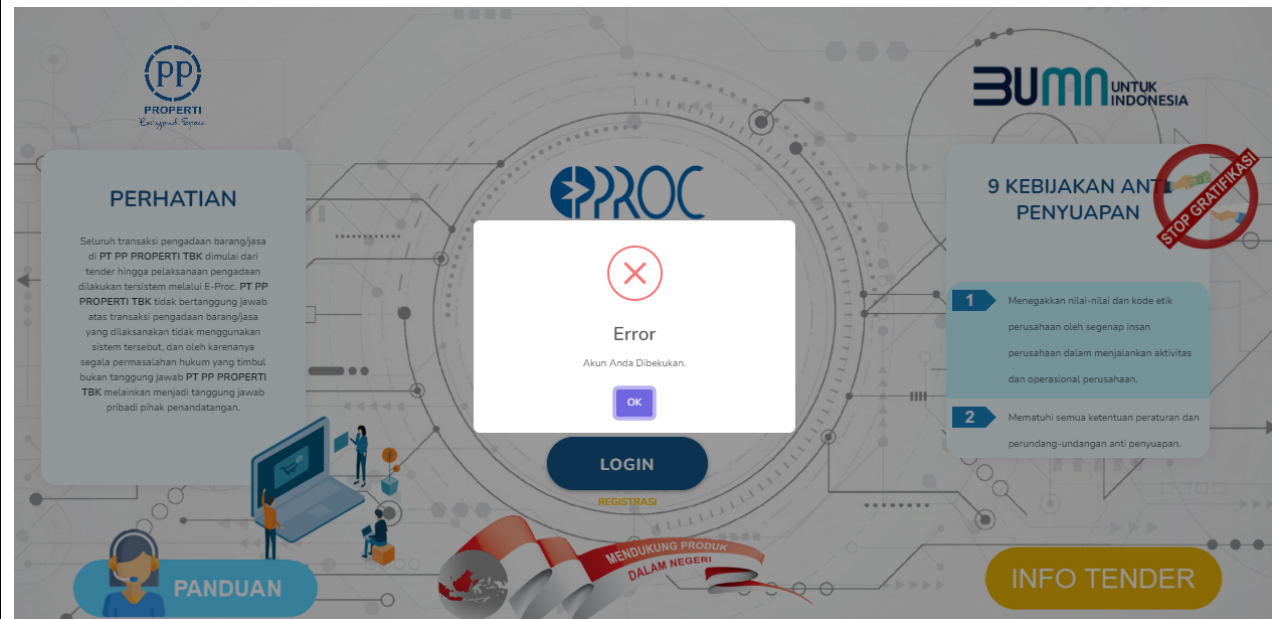 PP
PROPERTI
Beyond Space
PERHATIAN
Seluruh transaksi pengadaan barang/jasa
di PT PP PROPERTI TBK dimulai dari
tender hingga pelaksanaan pengadaan
dilakukan tersistem melalui E-Proc. PT PP
PROPERTI TBK tidak bertanggung jawab
atas transaksi pengadaan barang/jasa
yang dilaksanakan tidak menggunakan
sistem tersebut, dan oleh karenanya
segala permasalahan hukum yang timbul
bukan tanggung jawab PT PP PROPERTI
TBK melainkan menjadi tanggung jawab
pribadi pihak penandatangan.
PANDUAN
EPPROC
Error
Akun Anda Dibekukan.
OK
LOGIN
REGISTRASI
MENDUKUNG PRODUK
DALAM NEGERI
BUMN UNTUK
INDONESIA
9 KEBIJAKAN ANTI
PENYUAPAN
STOP GRATIFIKASI
1 Menegakkan nilai-nilai dan kode etik
perusahaan oleh segenap insan
perusahaan dalam menjalankan aktivitas
dan operasional perusahaan.
2 Mematuhi semua ketentuan peraturan dan
perundang-undangan anti penyuapan.
INFO TENDER